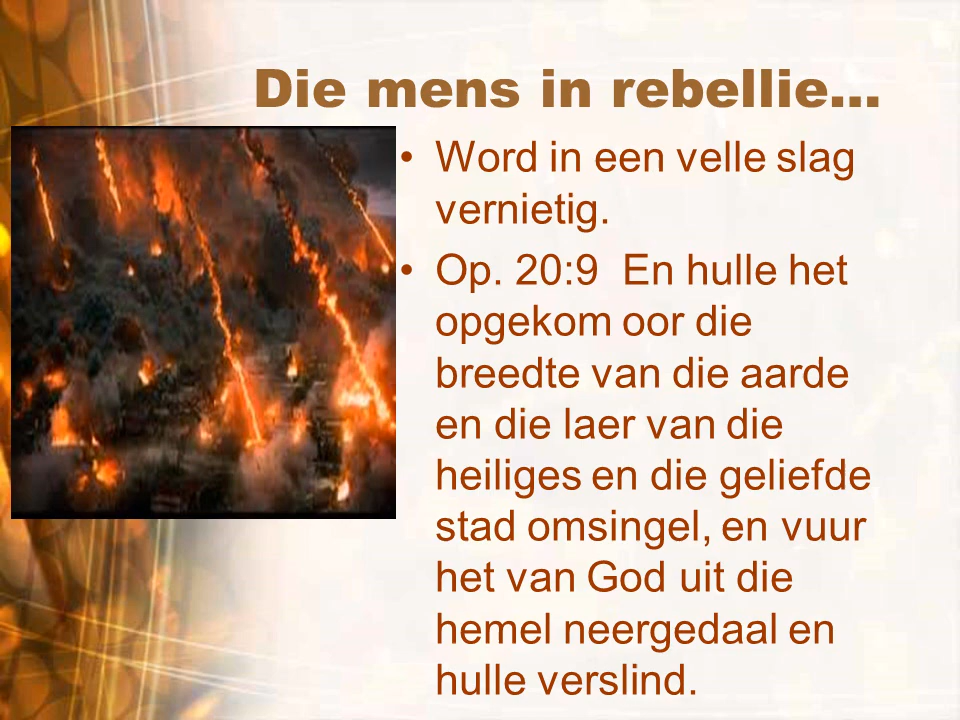 Die mens in rebellie…
• Word in een velle slag
vernietig.
• Op. 20:9  En hulle het
opgekom oor die
breedte van die aarde
en die laer van die
heiliges en die geliefde
stad omsingel, en vuur
het van God uit die
hemel neergedaal en
hulle verslind.